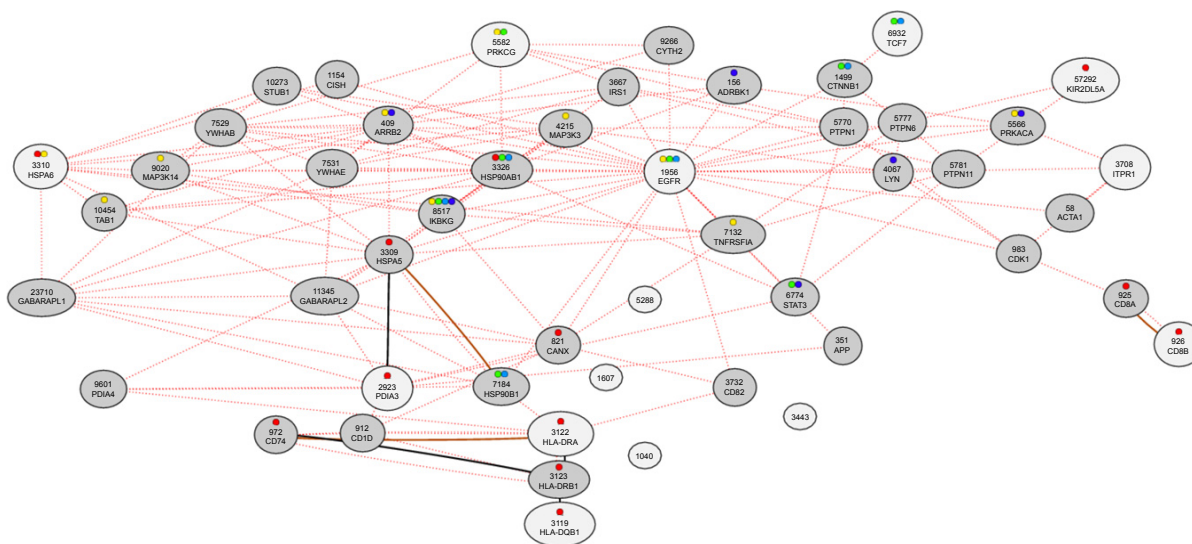 6932
TCF7
5582
PRKCG
9266
CYTH2
1154
CISH
10273
STUB1
3667
IRS1
156
ADRBK1
1499
CTNNB1
57292
KIR2DL5A
7529
YWHAB
409
ARRB2
4215
MAP3K3
5770
PTPN1
5777
PTPN6
5566
PRKACA
3310
HSPA6
9020
MAP3K14
7531
YWHAE
3326
HSP90AB1
1956
EGFR
4067
LYN
5781
PTPN11
3708
ITPR1
10454
TAB1
8517
IKBKG
58
ACTA1
7132
TNFRSFIA
3309
HSPA5
983
CDK1
23710
GABARAPL1
11345
GABARAPL2
5288
6774
STAT3
925
CD8A
821
CANX
351
APP
926
CD8B
9601
PDIA4
2923
PDIA3
7184
HSP90B1
1607
3732
CD82
3443
972
CD74
912
CD1D
3122
HLA-DRA
1040
3123
HLA-DRB1
3119
HLA-DQB1